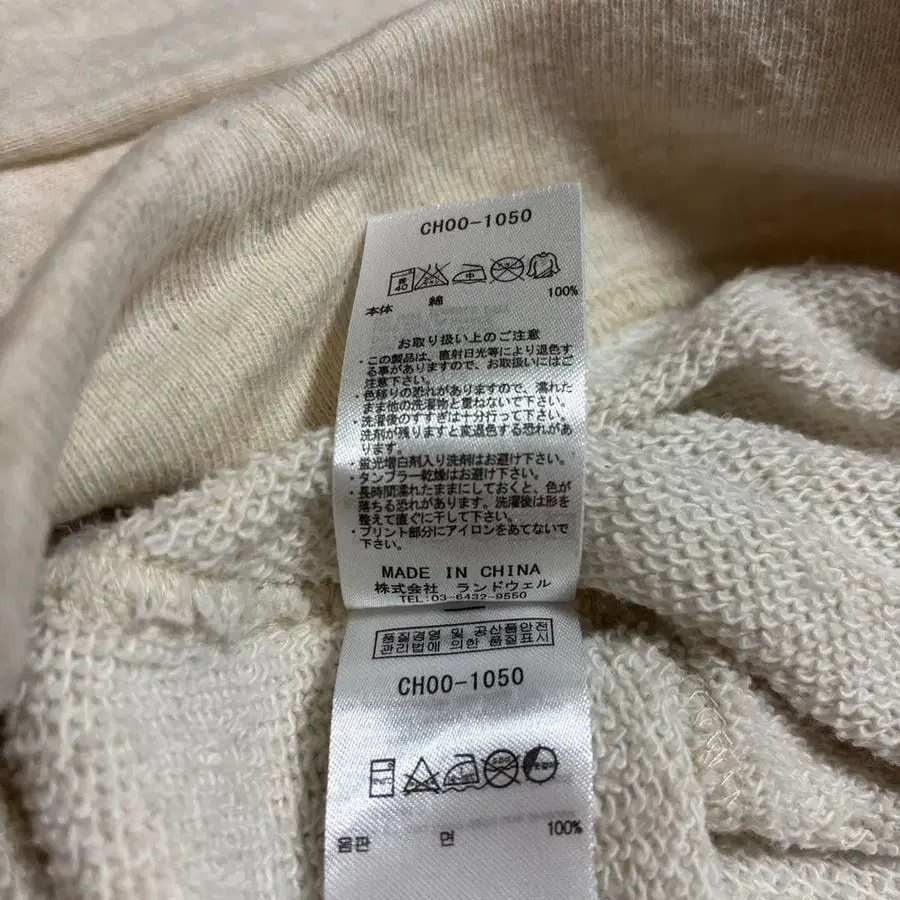 CH00-1050
40
中
本体 綿 100%
お取り扱い上のご注意
・この製品は、直射日光等により退色す
る事がありますので、お取扱いにはご
注意下さい。
・色移りの恐れがありますので、濡れた
まま他の洗濯物と重ねないで下さい。
・洗濯後のすすぎは十分行って下さい。
洗剤が残りますと変退色する恐れがあ
ります。
・蛍光増白剤入り洗剤はお避け下さい。
・タンブラー乾燥はお避け下さい。
・長時間濡れたままにしておくと、色が
落ちる恐れがあります。洗濯後は形を
整えて直ぐに干して下さい。
・プリント部分にアイロンをあてないで
下さい。
MADE IN CHINA
株式会社 ランドウェル
TEL:03-6432-9550
품질경영 및 공산품안전
관리법에 의한 품질표시
CH00-1050
몸판 면 100%